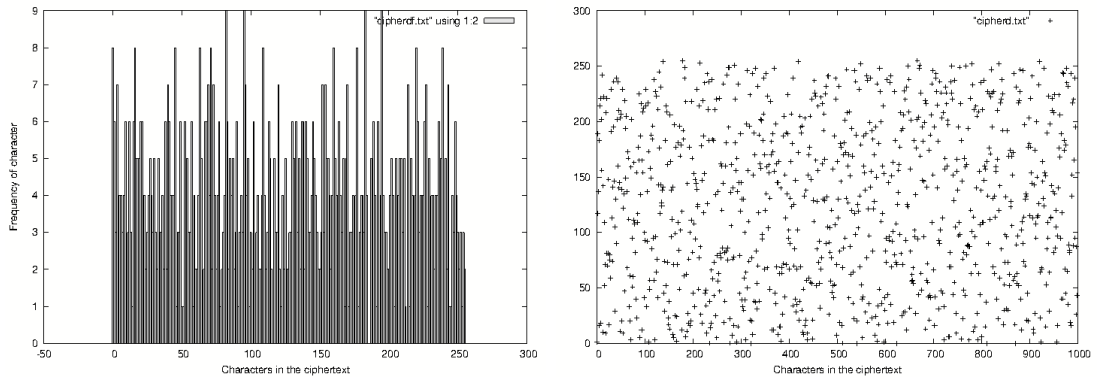 9
8
7
6
5
4
3
2
1
0
Frequency of character
"cipherdf.txt" using 1:2
-50 0 50 100 150 200 250 300
Characters in the ciphertext
300
250
200
150
100
50
0
"cipherd.txt"
0 100 200 300 400 500 600 700 800 900 1000
Characters in the ciphertext